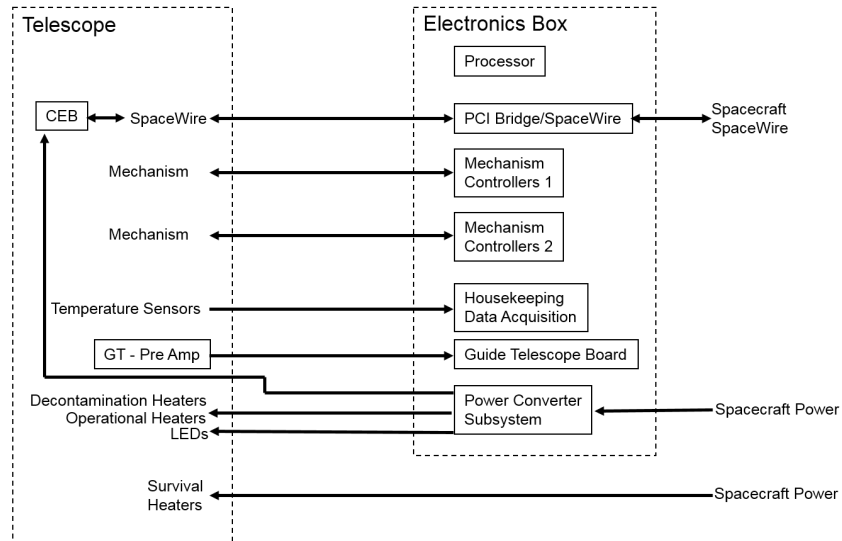 Telescope
Electronics Box
Processor
CEB
SpaceWire
PCI Bridge/SpaceWire
Spacecraft
SpaceWire
Mechanism
Mechanism
Controllers 1
Mechanism
Mechanism
Controllers 2
Temperature Sensors
Housekeeping
Data Acquisition
GT - Pre Amp
Guide Telescope Board
Decontamination Heaters
Operational Heaters
LEDs
Power Converter
Subsystem
Spacecraft Power
Survival
Heaters
Spacecraft Power